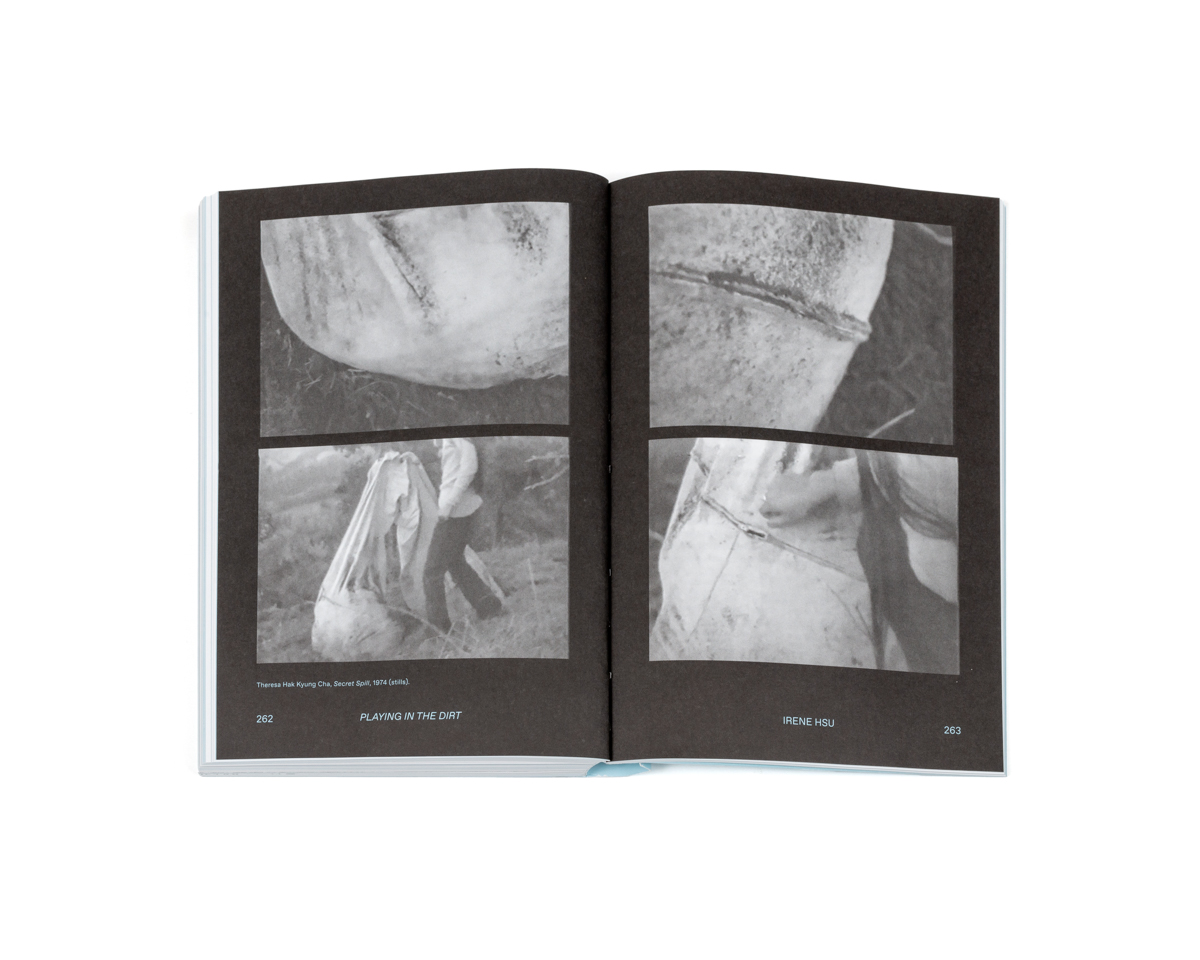 Theresa Hak Kyung Cha, Secret Spill, 1974 (stills).
262
PLAYING IN THE DIRT
IRENE HSU
263